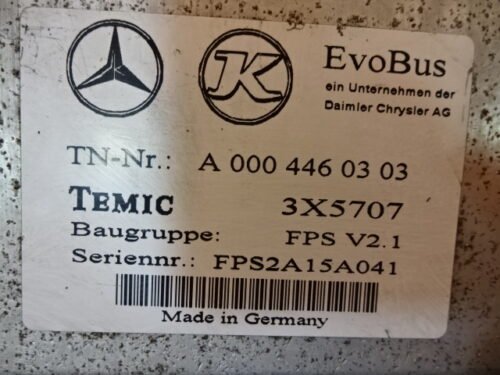 K
EvoBus
ein Unternehmen der
Daimler Chrysler AG
TN-Nr.: A 000 446 03 03
TEMIC 3X5707
Baugruppe: FPS V2.1
Seriennr.: FPS2A15A041
Made in Germany